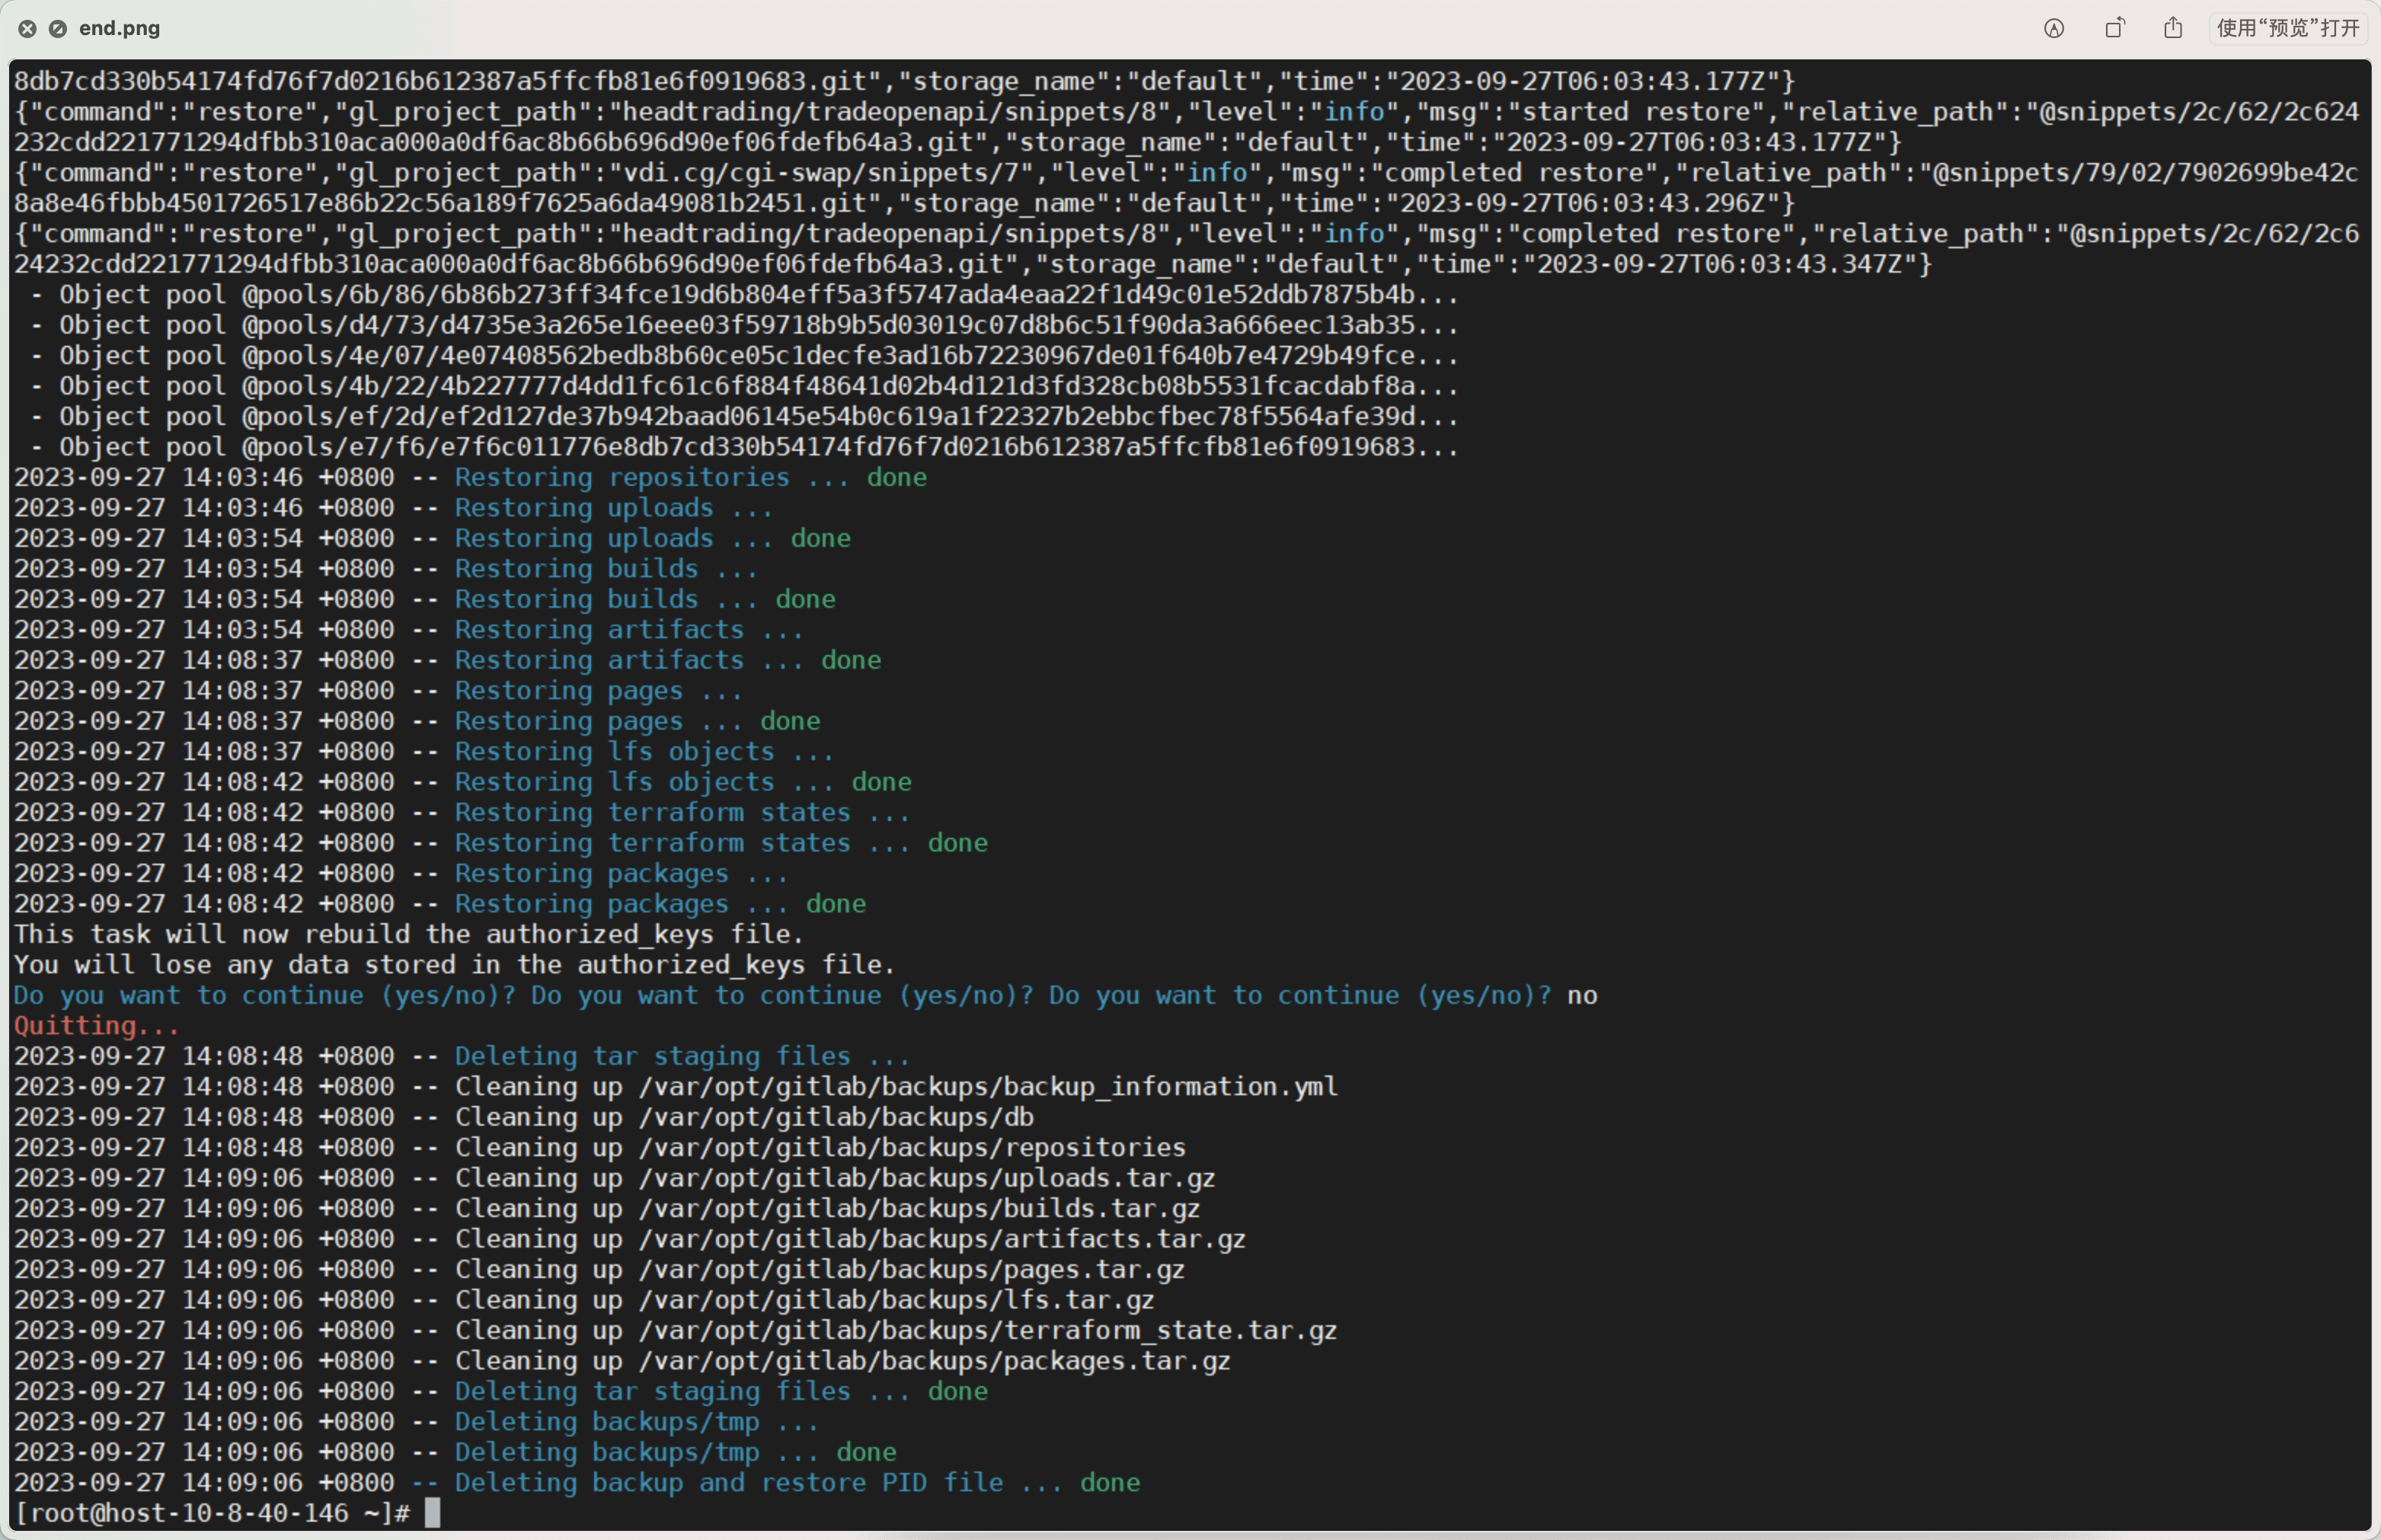 end.png
使用“预览”打开
8db7cd330b54174fd76f7d0216b612387a5ffcfb81e6f0919683.git","storage_name":"default","time":"2023-09-27T06:03:43.177Z"}
{"command":"restore","gl_project_path":"headtrading/tradeopenapi/snippets/8","level":"info","msg":"started restore","relative_path":"@snippets/2c/62/2c624
232cdd221771294dfbb310aca000a0df6ac8b66b696d90ef06fdefb64a3.git","storage_name":"default","time":"2023-09-27T06:03:43.177Z"}
{"command":"restore","gl_project_path":"vdi.cg/cgi-swap/snippets/7","level":"info","msg":"completed restore","relative_path":"@snippets/79/02/7902699be42c
8a8e46fbbb4501726517e86b22c56a189f7625a6da49081b2451.git","storage_name":"default","time":"2023-09-27T06:03:43.296Z"}
{"command":"restore","gl_project_path":"headtrading/tradeopenapi/snippets/8","level":"info","msg":"completed restore","relative_path":"@snippets/2c/62/2c6
24232cdd221771294dfbb310aca000a0df6ac8b66b696d90ef06fdefb64a3.git","storage_name":"default","time":"2023-09-27T06:03:43.347Z"}
 - Object pool @pools/6b/86/6b86b273ff34fce19d6b804eff5a3f5747ada4eaa22f1d49c01e52ddb7875b4b...
 - Object pool @pools/d4/73/d4735e3a265e16eee03f59718b9b5d03019c07d8b6c51f90da3a666eec13ab35...
 - Object pool @pools/4e/07/4e07408562bedb8b60ce05c1decfe3ad16b72230967de01f640b7e4729b49fce...
 - Object pool @pools/4b/22/4b227777d4dd1fc61c6f884f48641d02b4d121d3fd328cb08b5531fcacdabf8a...
 - Object pool @pools/ef/2d/ef2d127de37b942baad06145e54b0c619a1f22327b2ebbcfbec78f5564afe39d...
 - Object pool @pools/e7/f6/e7f6c011776e8db7cd330b54174fd76f7d0216b612387a5ffcfb81e6f0919683...
2023-09-27 14:03:46 +0800 -- Restoring repositories ... done
2023-09-27 14:03:46 +0800 -- Restoring uploads ...
2023-09-27 14:03:54 +0800 -- Restoring uploads ... done
2023-09-27 14:03:54 +0800 -- Restoring builds ...
2023-09-27 14:03:54 +0800 -- Restoring builds ... done
2023-09-27 14:03:54 +0800 -- Restoring artifacts ...
2023-09-27 14:08:37 +0800 -- Restoring artifacts ... done
2023-09-27 14:08:37 +0800 -- Restoring pages ...
2023-09-27 14:08:37 +0800 -- Restoring pages ... done
2023-09-27 14:08:37 +0800 -- Restoring lfs objects ...
2023-09-27 14:08:42 +0800 -- Restoring lfs objects ... done
2023-09-27 14:08:42 +0800 -- Restoring terraform states ...
2023-09-27 14:08:42 +0800 -- Restoring terraform states ... done
2023-09-27 14:08:42 +0800 -- Restoring packages ...
2023-09-27 14:08:42 +0800 -- Restoring packages ... done
This task will now rebuild the authorized_keys file.
You will lose any data stored in the authorized_keys file.
Do you want to continue (yes/no)? Do you want to continue (yes/no)? Do you want to continue (yes/no)? no
Quitting...
2023-09-27 14:08:48 +0800 -- Deleting tar staging files ...
2023-09-27 14:08:48 +0800 -- Cleaning up /var/opt/gitlab/backups/backup_information.yml
2023-09-27 14:08:48 +0800 -- Cleaning up /var/opt/gitlab/backups/db
2023-09-27 14:08:48 +0800 -- Cleaning up /var/opt/gitlab/backups/repositories
2023-09-27 14:09:06 +0800 -- Cleaning up /var/opt/gitlab/backups/uploads.tar.gz
2023-09-27 14:09:06 +0800 -- Cleaning up /var/opt/gitlab/backups/builds.tar.gz
2023-09-27 14:09:06 +0800 -- Cleaning up /var/opt/gitlab/backups/artifacts.tar.gz
2023-09-27 14:09:06 +0800 -- Cleaning up /var/opt/gitlab/backups/pages.tar.gz
2023-09-27 14:09:06 +0800 -- Cleaning up /var/opt/gitlab/backups/lfs.tar.gz
2023-09-27 14:09:06 +0800 -- Cleaning up /var/opt/gitlab/backups/terraform_state.tar.gz
2023-09-27 14:09:06 +0800 -- Cleaning up /var/opt/gitlab/backups/packages.tar.gz
2023-09-27 14:09:06 +0800 -- Deleting tar staging files ... done
2023-09-27 14:09:06 +0800 -- Deleting backups/tmp ...
2023-09-27 14:09:06 +0800 -- Deleting backups/tmp ... done
2023-09-27 14:09:06 +0800 -- Deleting backup and restore PID file ... done
[root@host-10-8-40-146 ~]#